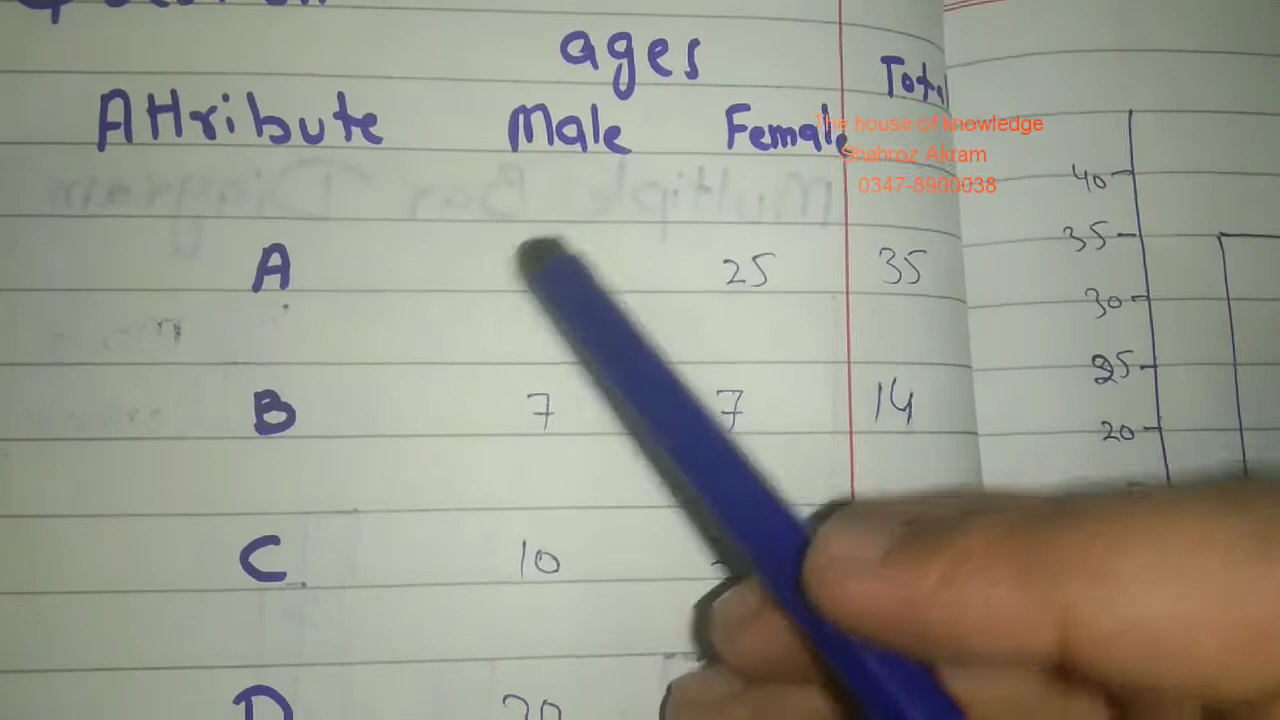 ages
Attribute Male Female Total
The house of knowledge
Shahroz Akram
0347-8900038
A 25 35
B 7 7 14
C 10
D
40
35
30
25
20